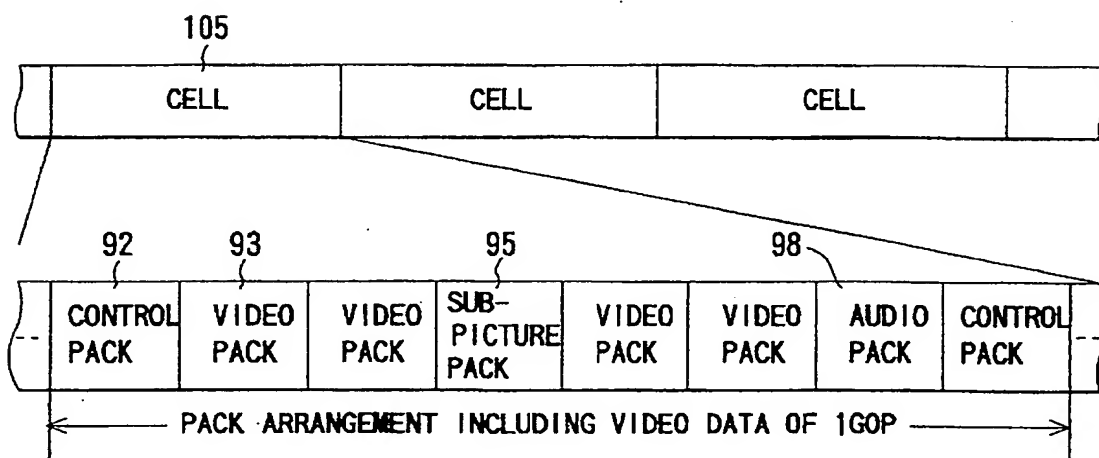 105
CELL CELL CELL
92 93 95 98
CONTROL PACK VIDEO PACK VIDEO PACK SUB-PICTURE PACK VIDEO PACK VIDEO PACK AUDIO PACK CONTROL PACK
PACK ARRANGEMENT INCLUDING VIDEO DATA OF 1GOP